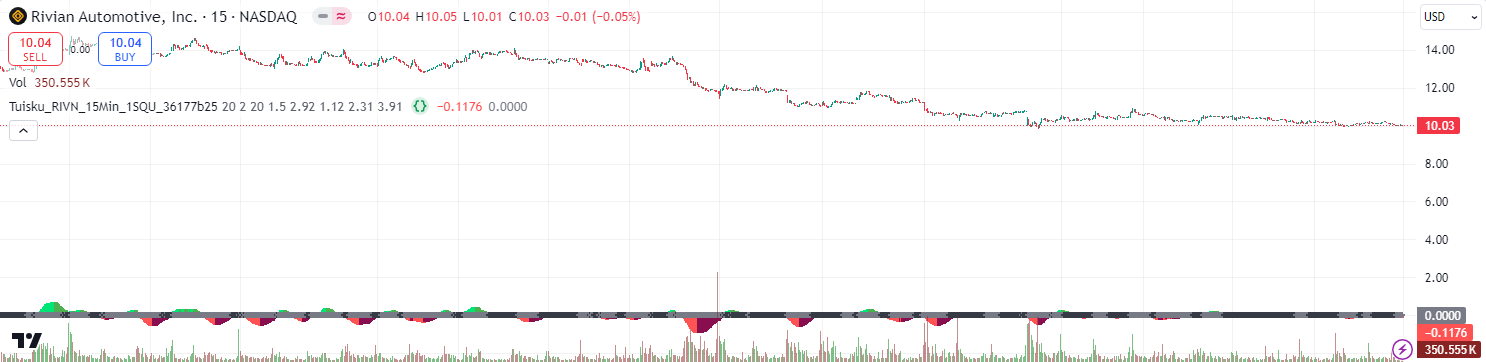 Rivian Automotive, Inc. · 15 · NASDAQ O10.04 H10.05 L10.01 C10.03 −0.01 (−0.05%) USD
10.04 SELL 0.00 10.04 BUY
Vol 350.555 K
Tuisku_RIVN_15Min_1SQU_36177b25 20 2 20 1.5 2.92 1.12 2.31 3.91 −0.1176 0.0000
14.00
12.00
10.03
8.00
6.00
4.00
2.00
0.0000
−0.1176
350.555 K